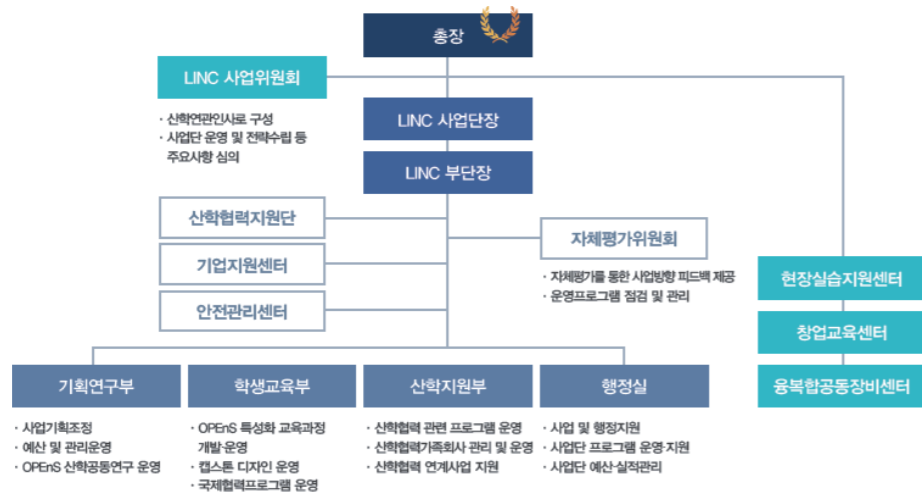 총장
LINC 사업위원회
· 산학연관인사로 구성
· 사업단 운영 및 전략수립 등
주요사항 심의
LINC 사업단장
LINC 부단장
산학협력지원단
기업지원센터
안전관리센터
자체평가위원회
· 자체평가를 통한 사업방향 피드백 제공
· 운영프로그램 점검 및 관리
현장실습지원센터
창업교육센터
융복합공동장비센터
기획연구부
· 사업기획조정
· 예산 및 관리운영
· OPEnS 산학공동연구 운영
학생교육부
· OPEnS 특성화 교육과정
개발·운영
· 캡스톤 디자인 운영
· 국제협력프로그램 운영
산학지원부
· 산학협력 관련 프로그램 운영
· 산학협력가족회사 관리 및 운영
· 산학협력 연계사업 지원
행정실
· 사업 및 행정지원
· 사업단 프로그램 운영·지원
· 사업단 예산·실적관리